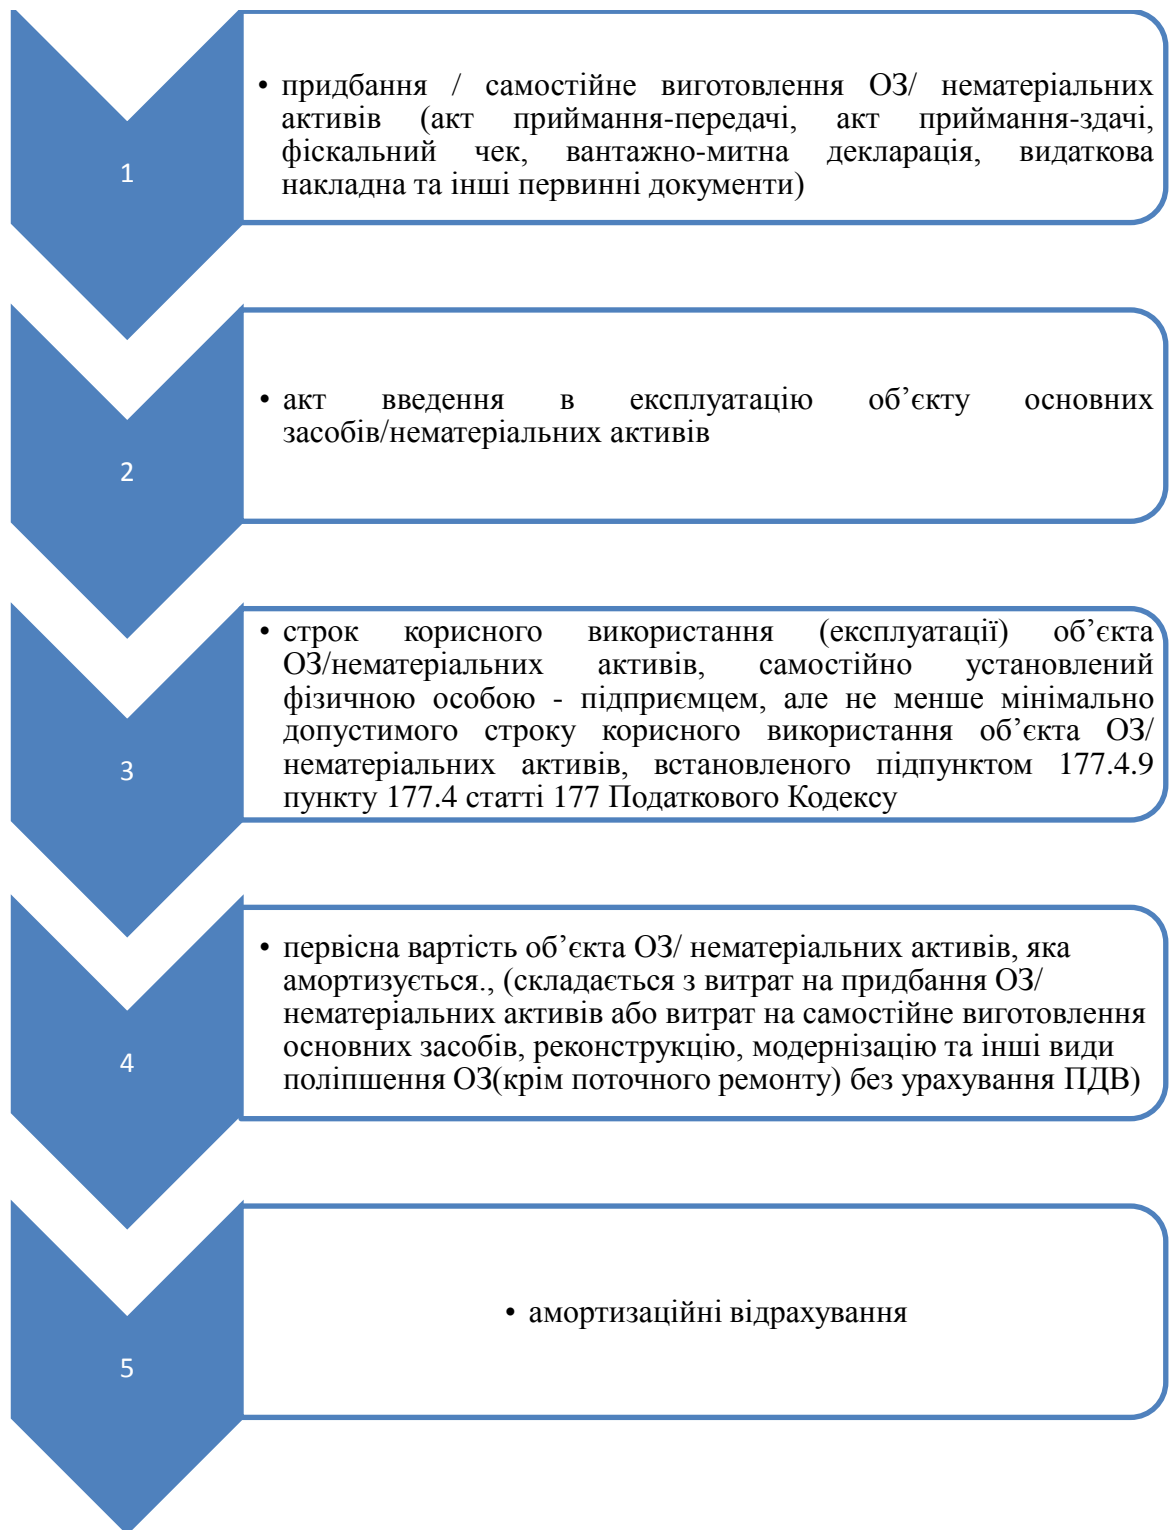 1
• придбання / самостійне виготовлення ОЗ/ нематеріальних
активів (акт приймання-передачі, акт приймання-здачі,
фіскальний чек, вантажно-митна декларація, видаткова
накладна та інші первинні документи)
2
• акт введення в експлуатацію об’єкту основних
засобів/нематеріальних активів
3
• строк корисного використання (експлуатації) об’єкта
ОЗ/нематеріальних активів, самостійно установлений
фізичною особою - підприємцем, але не менше мінімально
допустимого строку корисного використання об’єкта ОЗ/
нематеріальних активів, встановленого підпунктом 177.4.9
пункту 177.4 статті 177 Податкового Кодексу
4
• первісна вартість об’єкта ОЗ/ нематеріальних активів, яка
амортизується., (складається з витрат на придбання ОЗ/
нематеріальних активів або витрат на самостійне виготовлення
основних засобів, реконструкцію, модернізацію та інші види
поліпшення ОЗ(крім поточного ремонту) без урахування ПДВ)
5
• амортизаційні відрахування